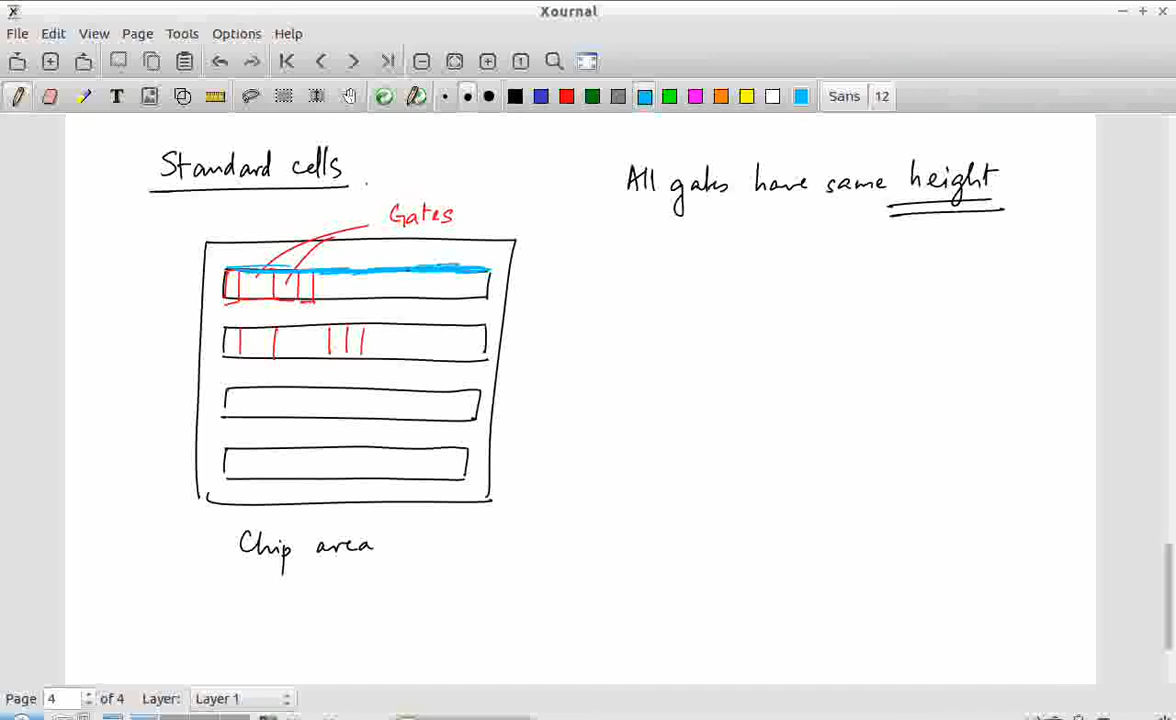 Xournal
File Edit View Page Tools Options Help
Sans 12
Standard cells
All gates have same height
Gates
Chip area
Page 4 of 4 Layer: Layer 1